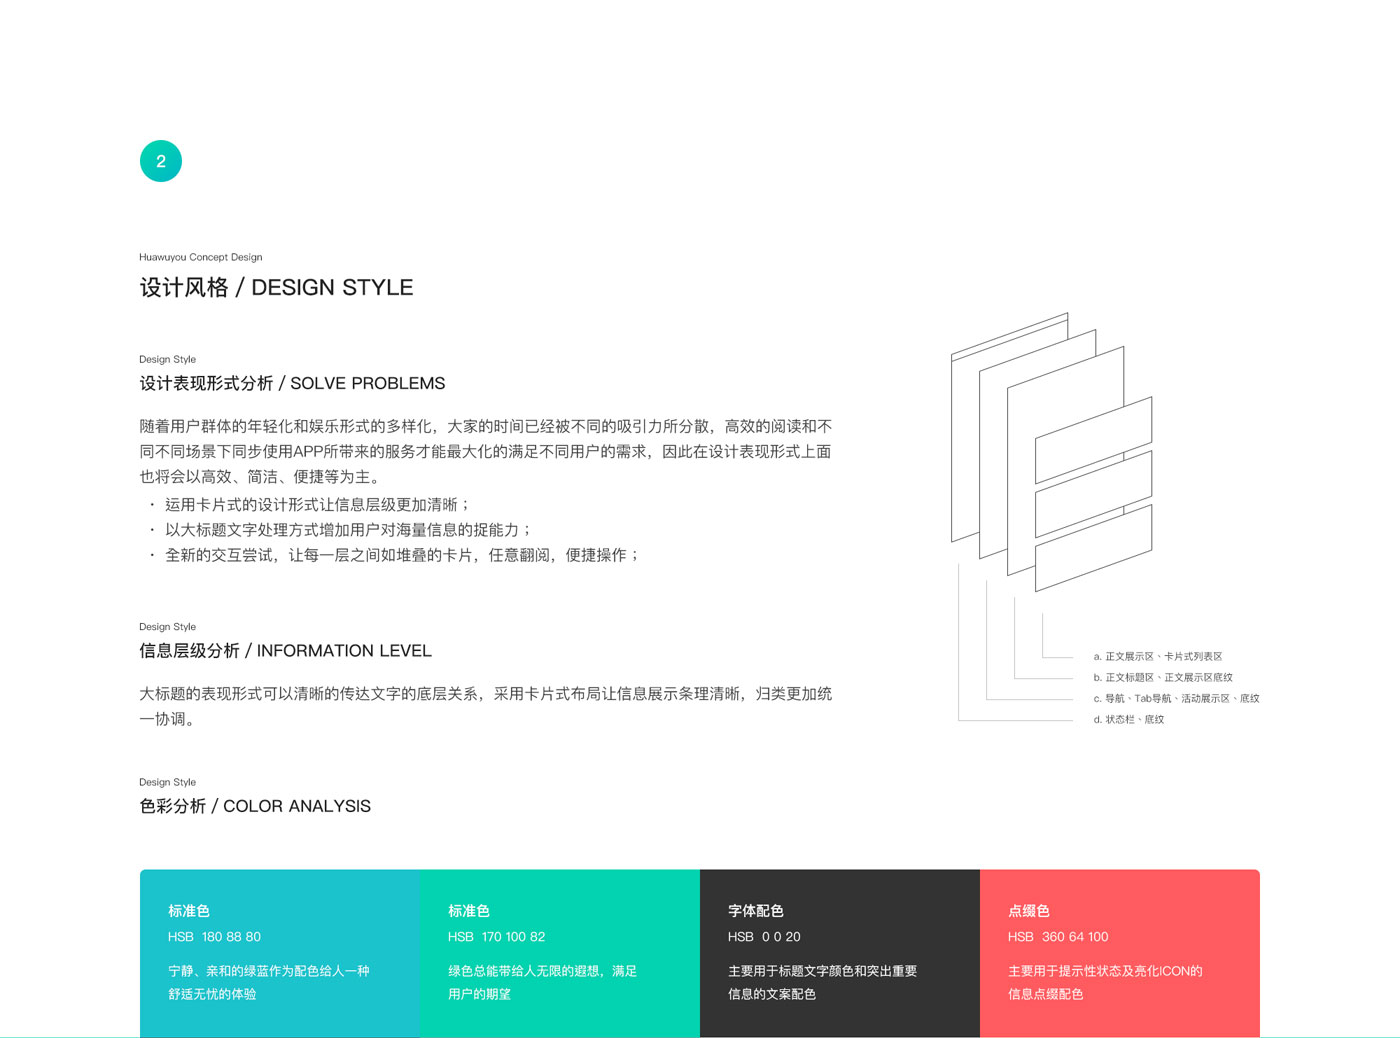 2
Huawuyou Concept Design
设计风格 / DESIGN STYLE
Design Style
设计表现形式分析 / SOLVE PROBLEMS
随着用户群体的年轻化和娱乐形式的多样化，大家的时间已经被不同的吸引力所分散，高效的阅读和不
同不同场景下同步使用APP所带来的服务才能最大化的满足不同用户的需求，因此在设计表现形式上面
也将会以高效、简洁、便捷等为主。
· 运用卡片式的设计形式让信息层级更加清晰；
· 以大标题文字处理方式增加用户对海量信息的捉能力；
· 全新的交互尝试，让每一层之间如堆叠的卡片，任意翻阅，便捷操作；
Design Style
信息层级分析 / INFORMATION LEVEL
大标题的表现形式可以清晰的传达文字的底层关系，采用卡片式布局让信息展示条理清晰，归类更加统
一协调。
a. 正文展示区、卡片式列表区
b. 正文标题区、正文展示区底纹
c. 导航、Tab导航、活动展示区、底纹
d. 状态栏、底纹
Design Style
色彩分析 / COLOR ANALYSIS
标准色
HSB 180 88 80
宁静、亲和的绿蓝作为配色给人一种
舒适无忧的体验
标准色
HSB 170 100 82
绿色总能带给人无限的遐想，满足
用户的期望
字体配色
HSB 0 0 20
主要用于标题文字颜色和突出重要
信息的文案配色
点缀色
HSB 360 64 100
主要用于提示性状态及亮化ICON的
信息点缀配色